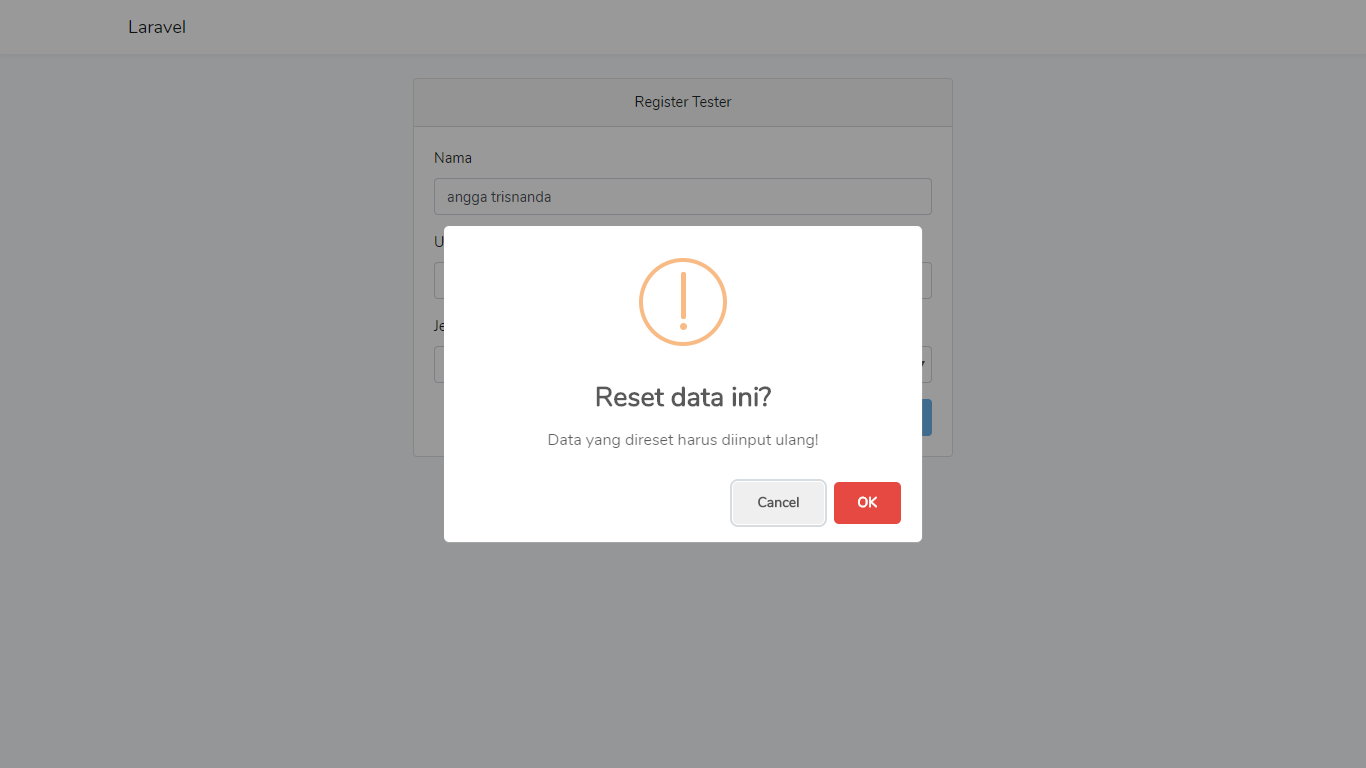 Laravel
Register Tester
Nama
angga trisnanda
Reset data ini?
Data yang direset harus diinput ulang!
Cancel
OK